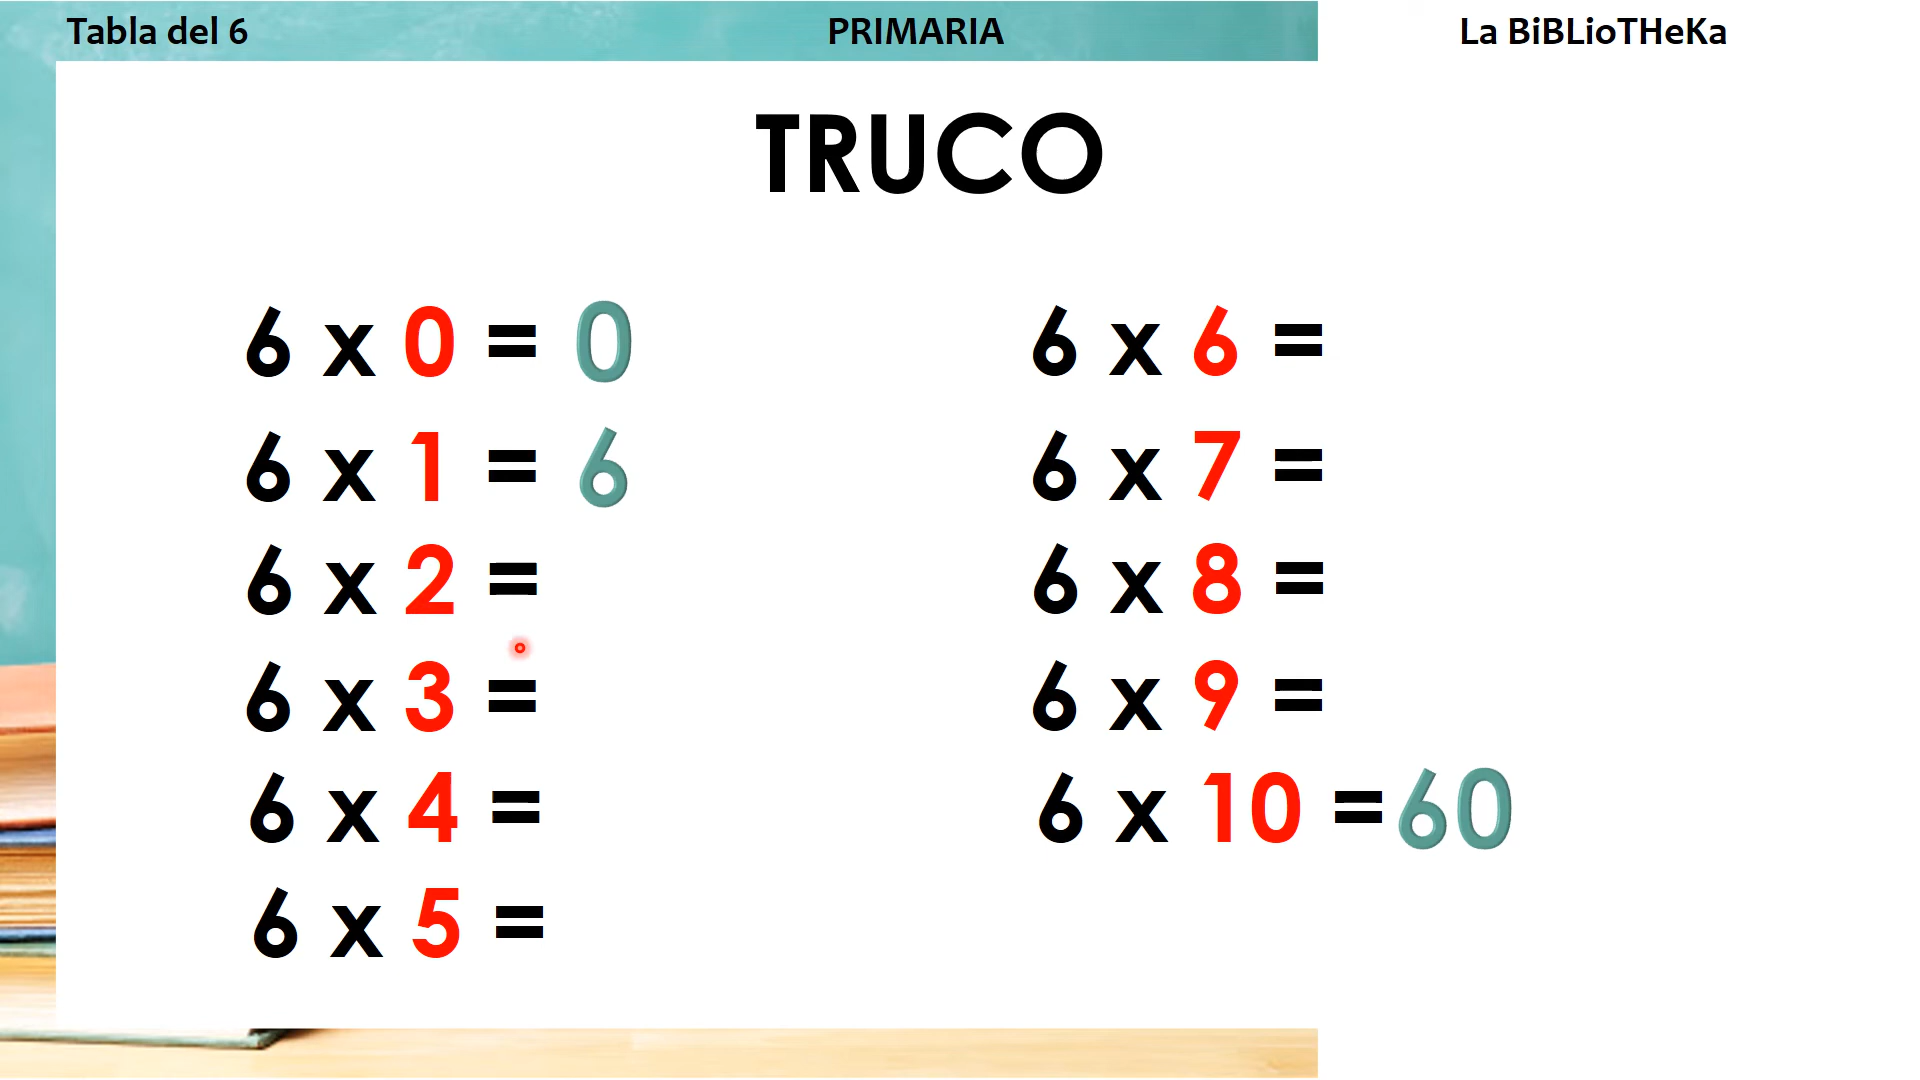 Tabla del 6
PRIMARIA
La BiBLioTHeKa
TRUCO
6 x 0 = 0
6 x 1 = 6
6 x 2 =
6 x 3 =
6 x 4 =
6 x 5 =
6 x 6 =
6 x 7 =
6 x 8 =
6 x 9 =
6 x 10 = 60